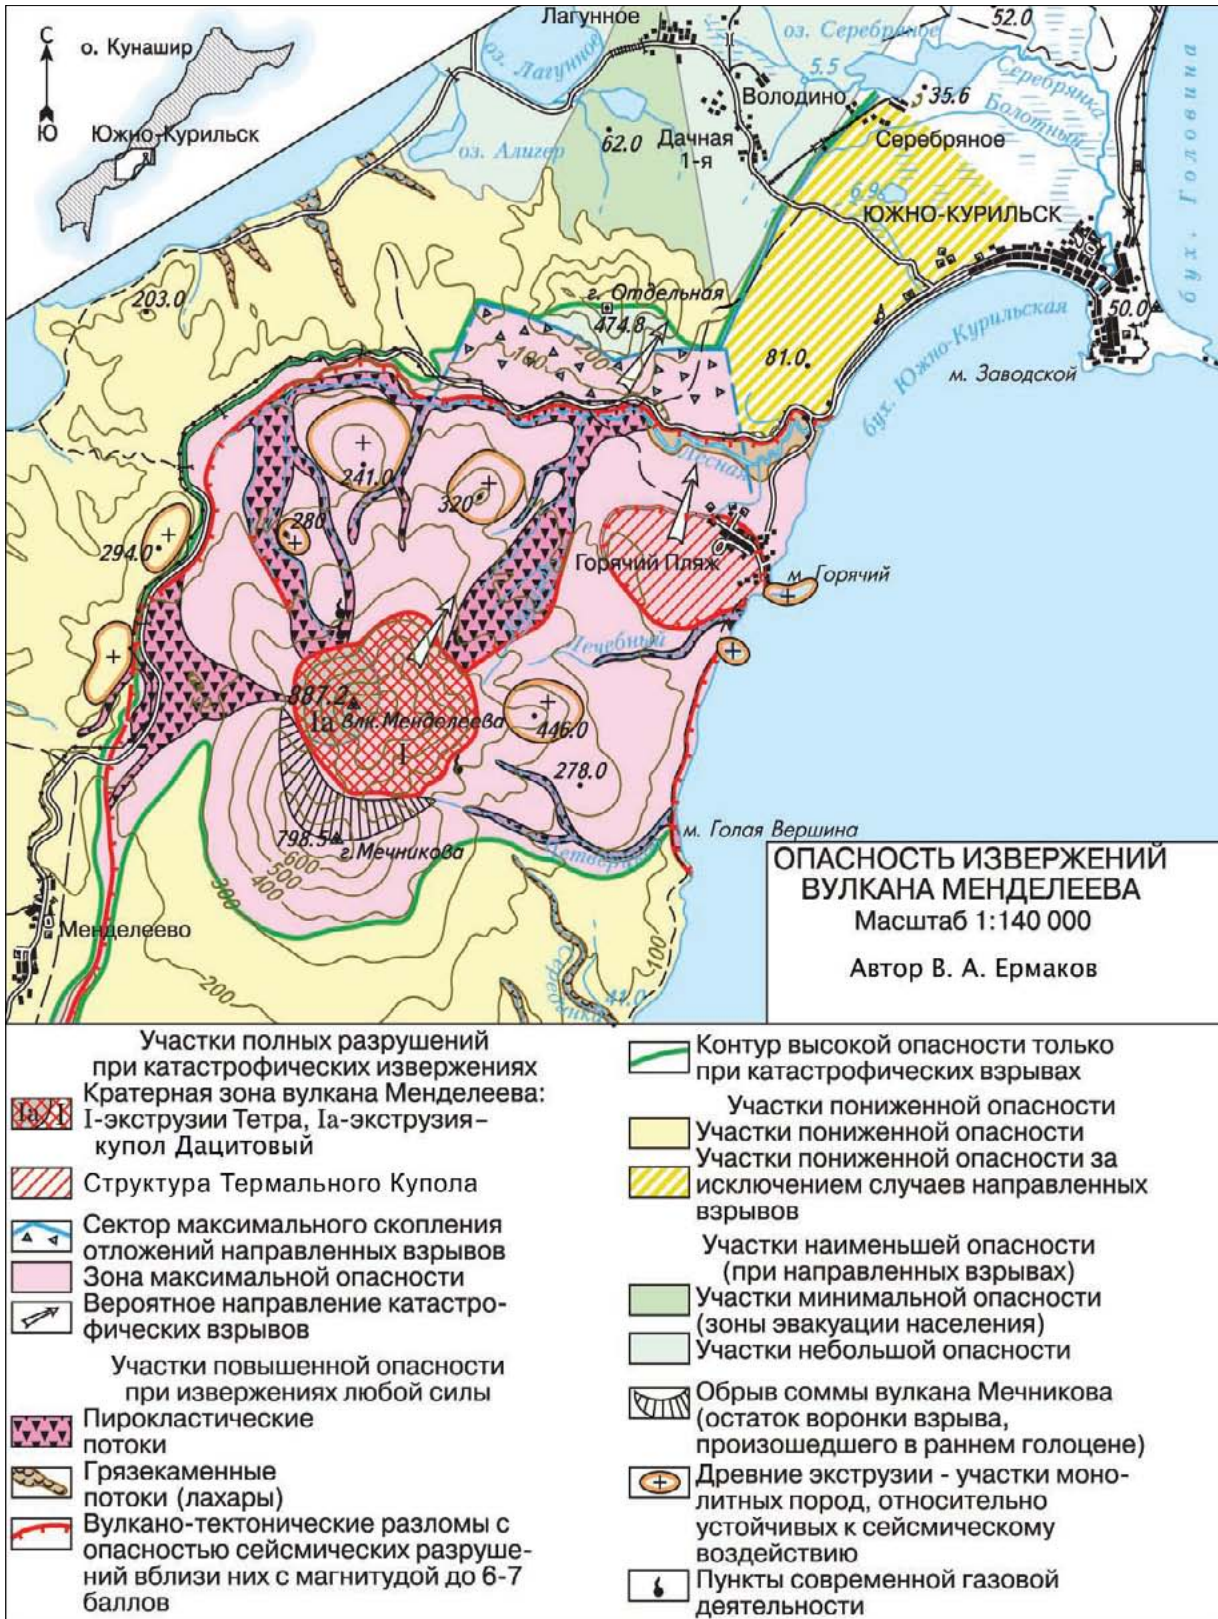 С
Ю
о. Кунашир
Южно-Курильск
Лагунное
оз. Лагунное
оз. Серебряное
52.0
5.5
Володино
35.6
Серебрянка
Болотный
бух. Головнина
оз. Алигер
62.0
Дачная
1-я
Серебряное
6.9
ЮЖНО-КУРИЛЬСК
203.0
г. Отдельная
474.8
50.0
100
200
81.0
бух. Южно-Курильская
м. Заводской
Лесная
241.0
320
280
294.0
Горячий Пляж
м. Горячий
Лечебный
887.2
Iа
влк. Менделеева
I
446.0
278.0
798.5
г. Мечникова
600
500
400
300
200
100
м. Голая Вершина
Менделеево
41.0
ОПАСНОСТЬ ИЗВЕРЖЕНИЙ
ВУЛКАНА МЕНДЕЛЕЕВА
Масштаб 1:140 000
Автор В. А. Ермаков
Участки полных разрушений
при катастрофических извержениях
Iа I
Кратерная зона вулкана Менделеева:
I-экструзии Тетра, Iа-экструзия–
купол Дацитовый
Структура Термального Купола
Сектор максимального скопления
отложений направленных взрывов
Зона максимальной опасности
Вероятное направление катастро-
фических взрывов
Участки повышенной опасности
при извержениях любой силы
Пирокластические
потоки
Грязекаменные
потоки (лахары)
Вулкано-тектонические разломы с
опасностью сейсмических разруше-
ний вблизи них с магнитудой до 6-7
баллов
Контур высокой опасности только
при катастрофических взрывах
Участки пониженной опасности
Участки пониженной опасности
Участки пониженной опасности за
исключением случаев направленных
взрывов
Участки наименьшей опасности
(при направленных взрывах)
Участки минимальной опасности
(зоны эвакуации населения)
Участки небольшой опасности
Обрыв соммы вулкана Мечникова
(остаток воронки взрыва,
произошедшего в раннем голоцене)
Древние экструзии - участки моно-
литных пород, относительно
устойчивых к сейсмическому
воздействию
Пункты современной газовой
деятельности